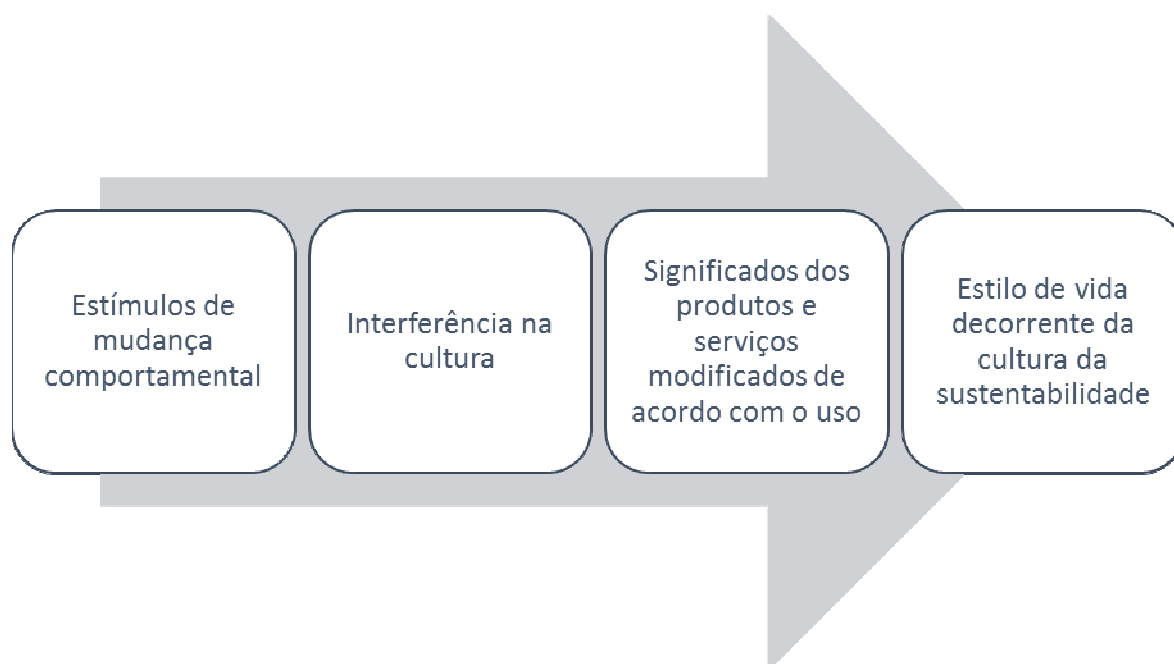 Estímulos de
mudança
comportamental
Interferência na
cultura
Significados dos
produtos e
serviços
modificados de
acordo com o uso
Estilo de vida
decorrente da
cultura da
sustentabilidade